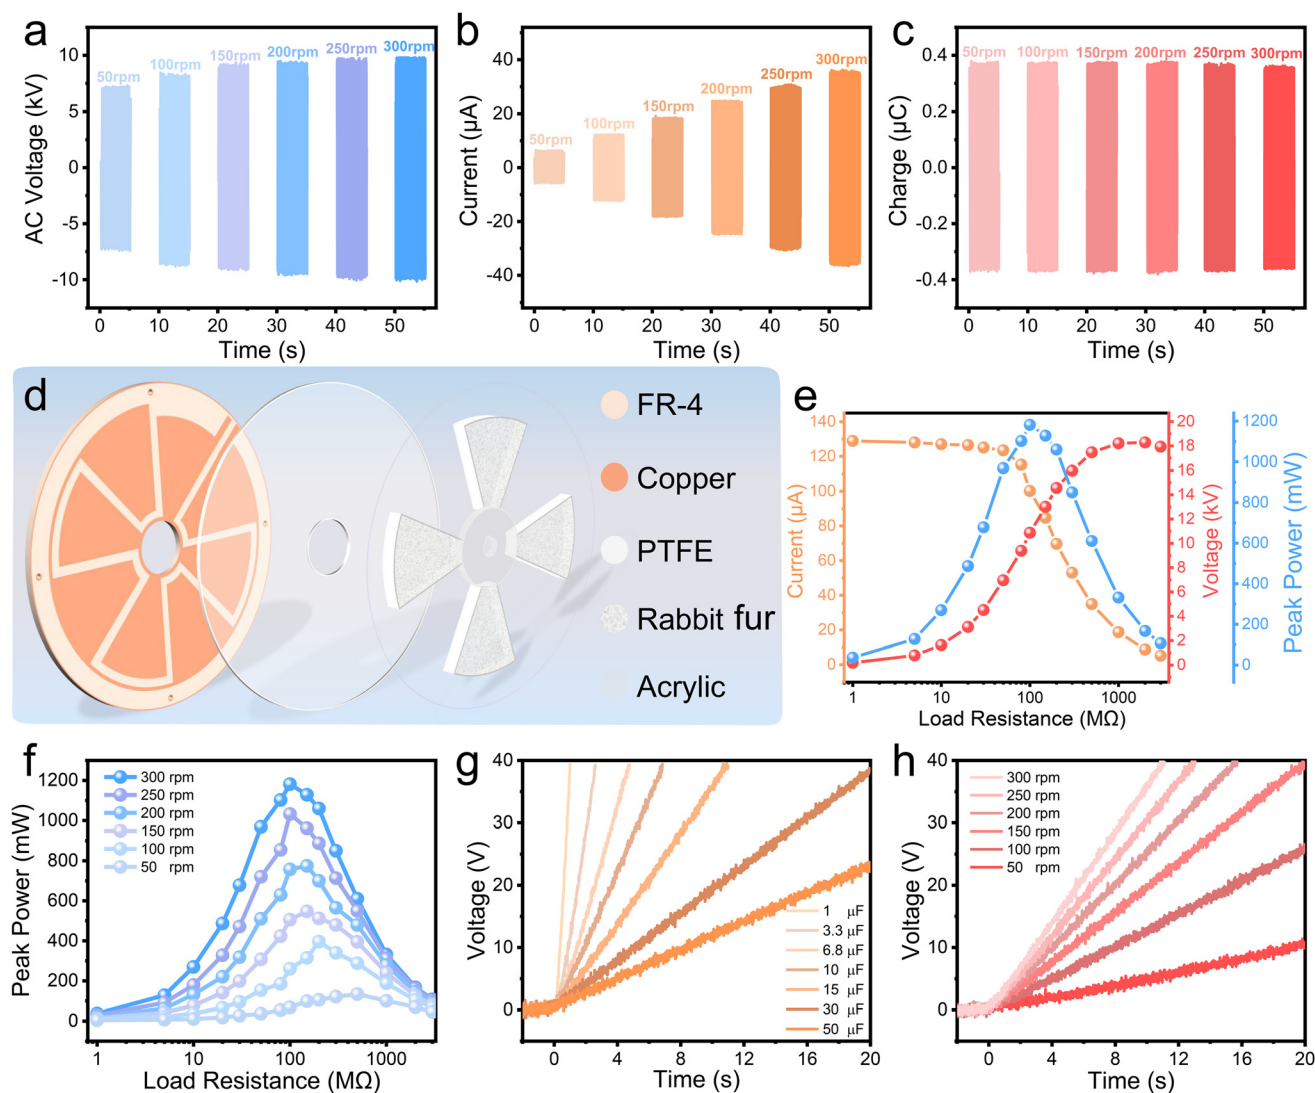 a
10
5
0
-5
-10
AC Voltage (kV)
50rpm
100rpm
150rpm
200rpm
250rpm
300rpm
0 10 20 30 40 50
Time (s)
b
40
20
0
-20
-40
Current (μA)
50rpm
100rpm
150rpm
200rpm
250rpm
300rpm
0 10 20 30 40 50
Time (s)
c
0.4
0.2
0.0
-0.2
-0.4
Charge (μC)
50rpm 100rpm 150rpm 200rpm 250rpm 300rpm
0 10 20 30 40 50
Time (s)
d
FR-4
Copper
PTFE
Rabbit fur
Acrylic
e
140
120
100
80
60
40
20
0
Current (μA)
20
18
16
14
12
10
8
6
4
2
0
Voltage (kV)
1200
1000
800
600
400
200
0
Peak Power (mW)
1 10 100 1000
Load Resistance (MΩ)
f
1200
1000
800
600
400
200
0
Peak Power (mW)
300 rpm
250 rpm
200 rpm
150 rpm
100 rpm
50 rpm
1 10 100 1000
Load Resistance (MΩ)
g
40
30
20
10
0
Voltage (V)
1 μF
3.3 μF
6.8 μF
10 μF
15 μF
30 μF
50 μF
0 4 8 12 16 20
Time (s)
h
40
30
20
10
0
Voltage (V)
300 rpm
250 rpm
200 rpm
150 rpm
100 rpm
50 rpm
0 4 8 12 16 20
Time (s)